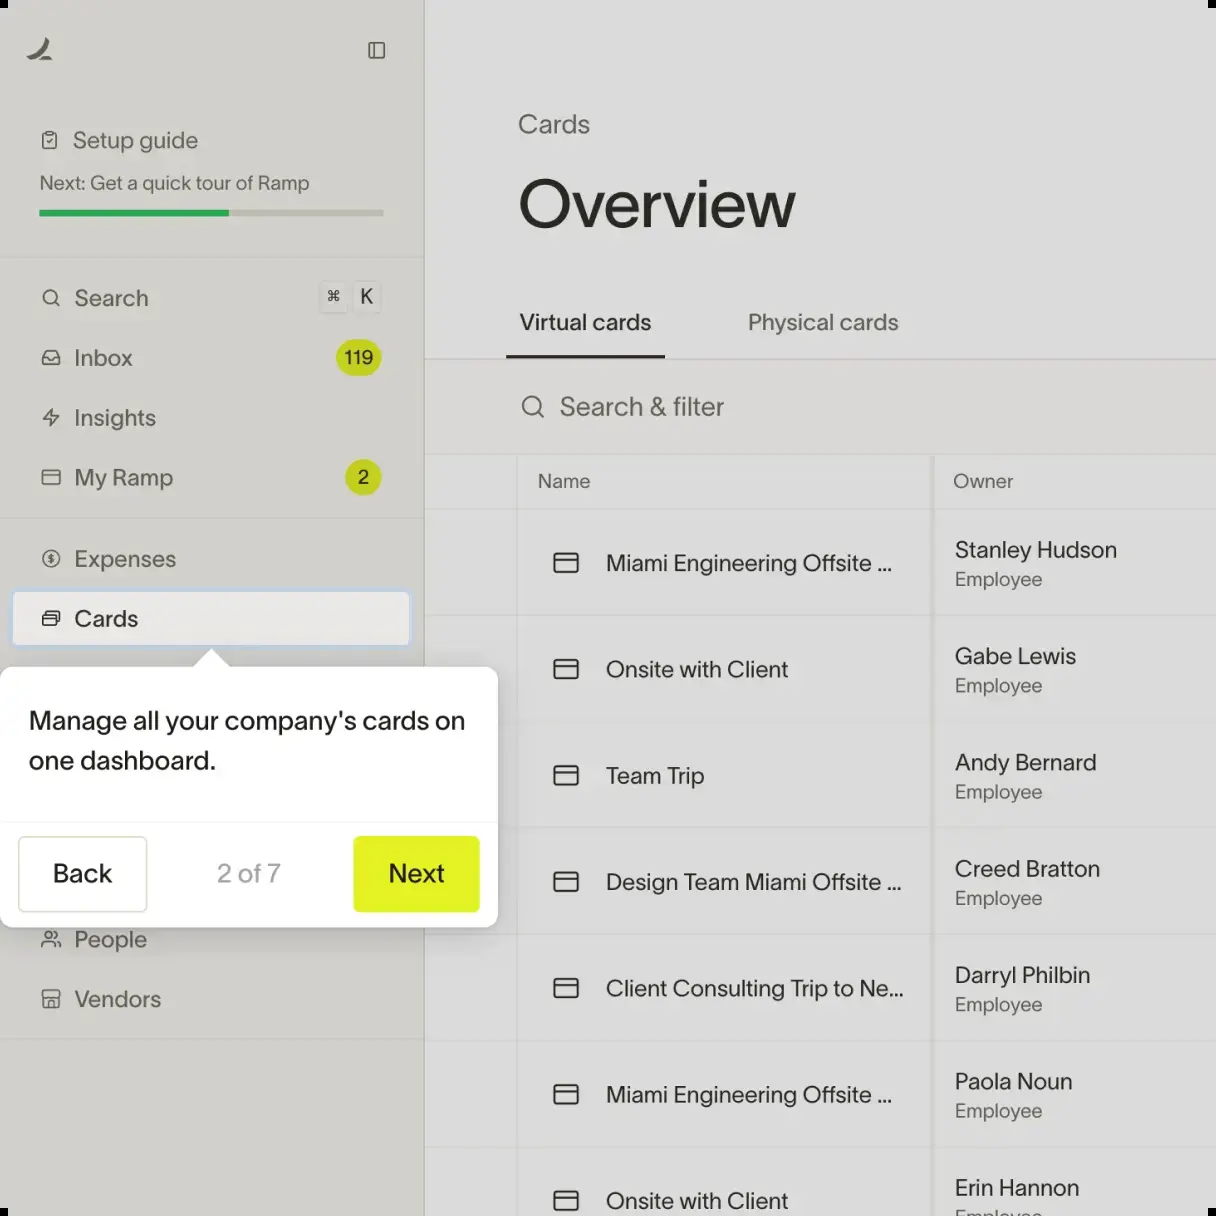 Setup guide
Next: Get a quick tour of Ramp
Search ⌘ K
Inbox 119
Insights
My Ramp 2
Expenses
Cards
Manage all your company's cards on
one dashboard.
Back 2 of 7 Next
People
Vendors
Cards
Overview
Virtual cards Physical cards
Search & filter
Name Owner
Miami Engineering Offsite ... Stanley Hudson
Employee
Onsite with Client Gabe Lewis
Employee
Team Trip Andy Bernard
Employee
Design Team Miami Offsite ... Creed Bratton
Employee
Client Consulting Trip to Ne... Darryl Philbin
Employee
Miami Engineering Offsite ... Paola Noun
Employee
Onsite with Client Erin Hannon
Employee